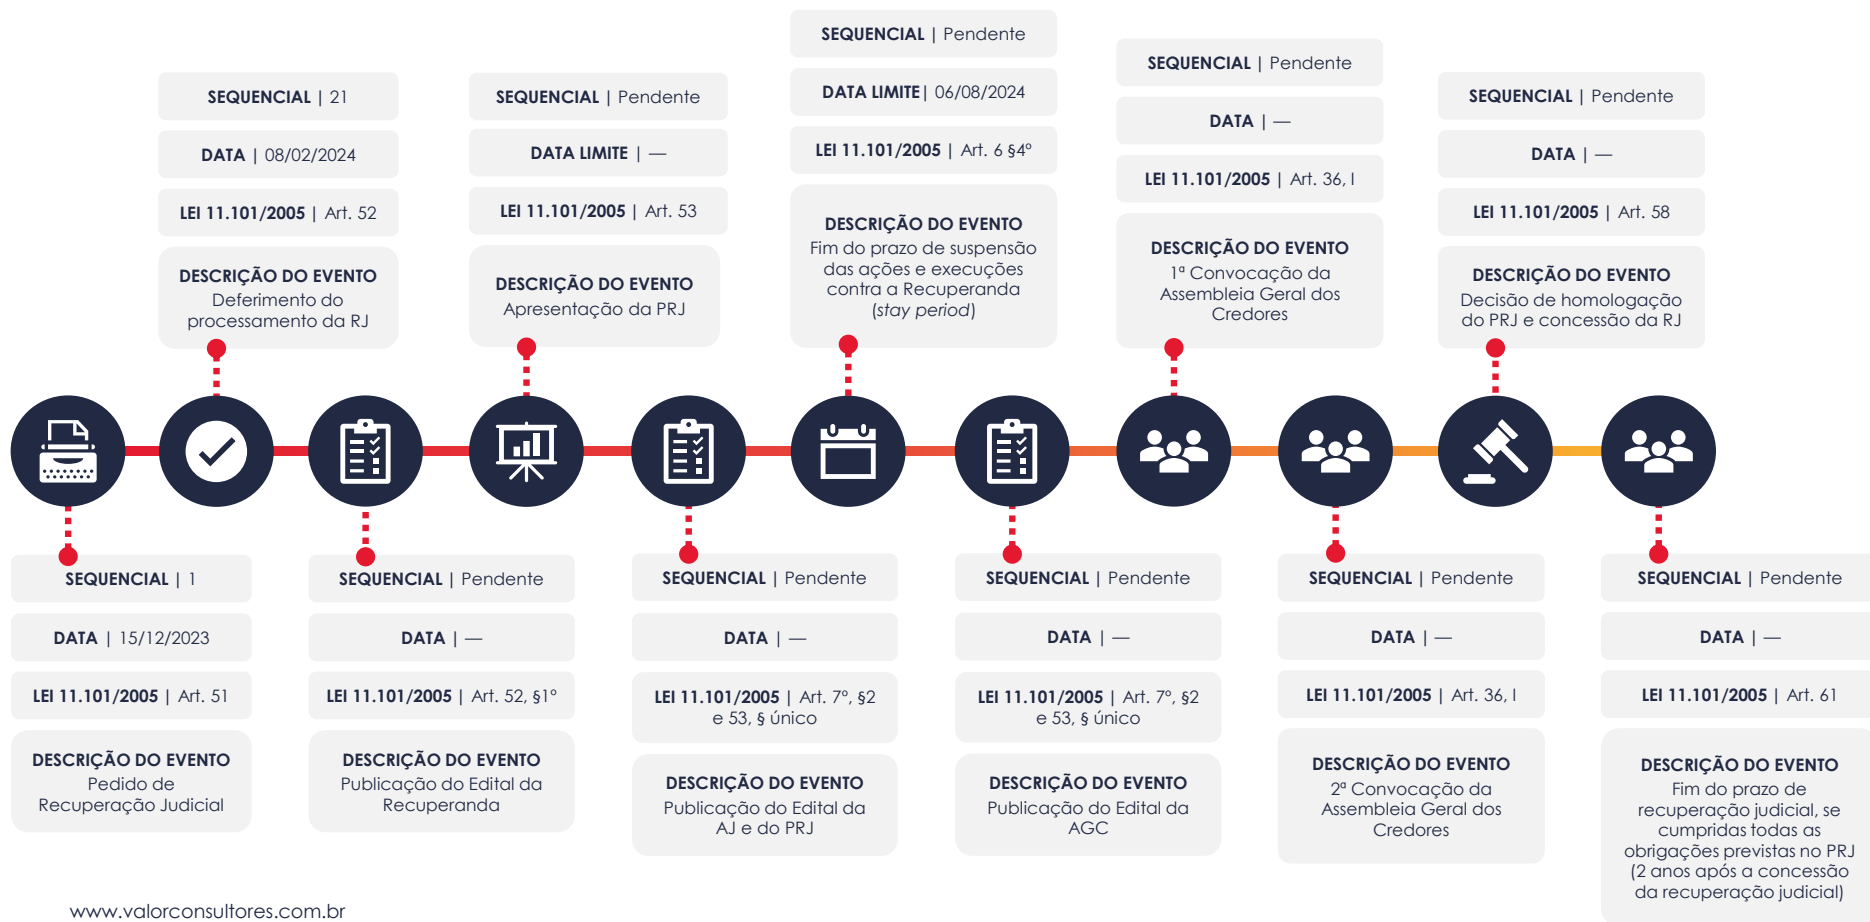 SEQUENCIAL | 21
DATA | 08/02/2024
LEI 11.101/2005 | Art. 52
DESCRIÇÃO DO EVENTO
Deferimento do
processamento da RJ
SEQUENCIAL | Pendente
DATA LIMITE | —
LEI 11.101/2005 | Art. 53
DESCRIÇÃO DO EVENTO
Apresentação da PRJ
SEQUENCIAL | Pendente
DATA LIMITE| 06/08/2024
LEI 11.101/2005 | Art. 6 §4º
DESCRIÇÃO DO EVENTO
Fim do prazo de suspensão
das ações e execuções
contra a Recuperanda
(stay period)
SEQUENCIAL | Pendente
DATA | —
LEI 11.101/2005 | Art. 36, I
DESCRIÇÃO DO EVENTO
1ª Convocação da
Assembleia Geral dos
Credores
SEQUENCIAL | Pendente
DATA | —
LEI 11.101/2005 | Art. 58
DESCRIÇÃO DO EVENTO
Decisão de homologação
do PRJ e concessão da RJ
SEQUENCIAL | 1
DATA | 15/12/2023
LEI 11.101/2005 | Art. 51
DESCRIÇÃO DO EVENTO
Pedido de
Recuperação Judicial
SEQUENCIAL | Pendente
DATA | —
LEI 11.101/2005 | Art. 52, §1º
DESCRIÇÃO DO EVENTO
Publicação do Edital da
Recuperanda
SEQUENCIAL | Pendente
DATA | —
LEI 11.101/2005 | Art. 7º, §2
e 53, § único
DESCRIÇÃO DO EVENTO
Publicação do Edital da
AJ e do PRJ
SEQUENCIAL | Pendente
DATA | —
LEI 11.101/2005 | Art. 7º, §2
e 53, § único
DESCRIÇÃO DO EVENTO
Publicação do Edital da
AGC
SEQUENCIAL | Pendente
DATA | —
LEI 11.101/2005 | Art. 36, I
DESCRIÇÃO DO EVENTO
2ª Convocação da
Assembleia Geral dos
Credores
SEQUENCIAL | Pendente
DATA | —
LEI 11.101/2005 | Art. 61
DESCRIÇÃO DO EVENTO
Fim do prazo de
recuperação judicial, se
cumpridas todas as
obrigações previstas no PRJ
(2 anos após a concessão
da recuperação judicial)
www.valorconsultores.com.br